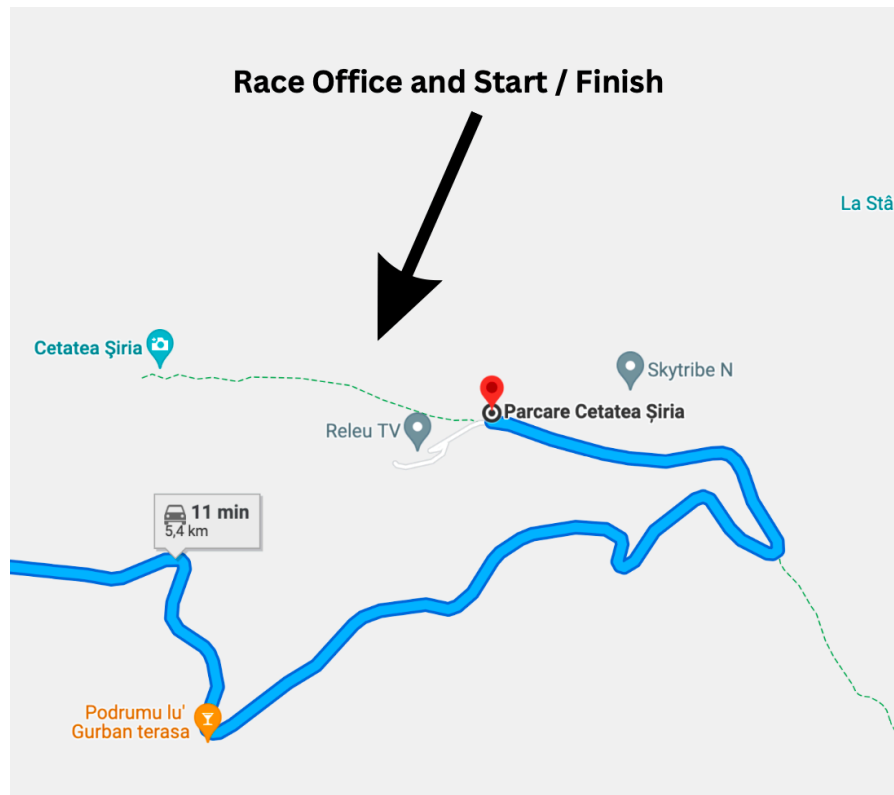 Race Office and Start / Finish
La Stâ
Cetatea Şiria
Skytribe N
Parcare Cetatea Șiria
Releu TV
11 min
5,4 km
Podrumu lu'
Gurban terasa